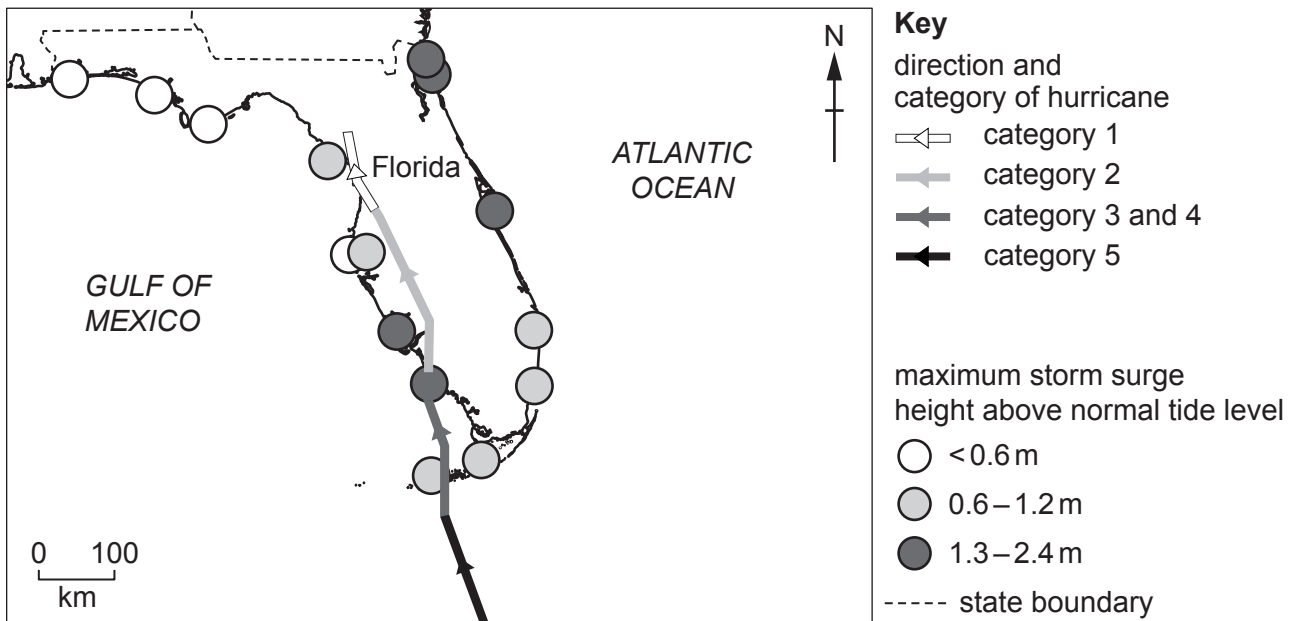 N
Florida
ATLANTIC
OCEAN
GULF OF
MEXICO
0 100
km
Key
direction and
category of hurricane
category 1
category 2
category 3 and 4
category 5
maximum storm surge
height above normal tide level
< 0.6 m
0.6 – 1.2 m
1.3 – 2.4 m
state boundary